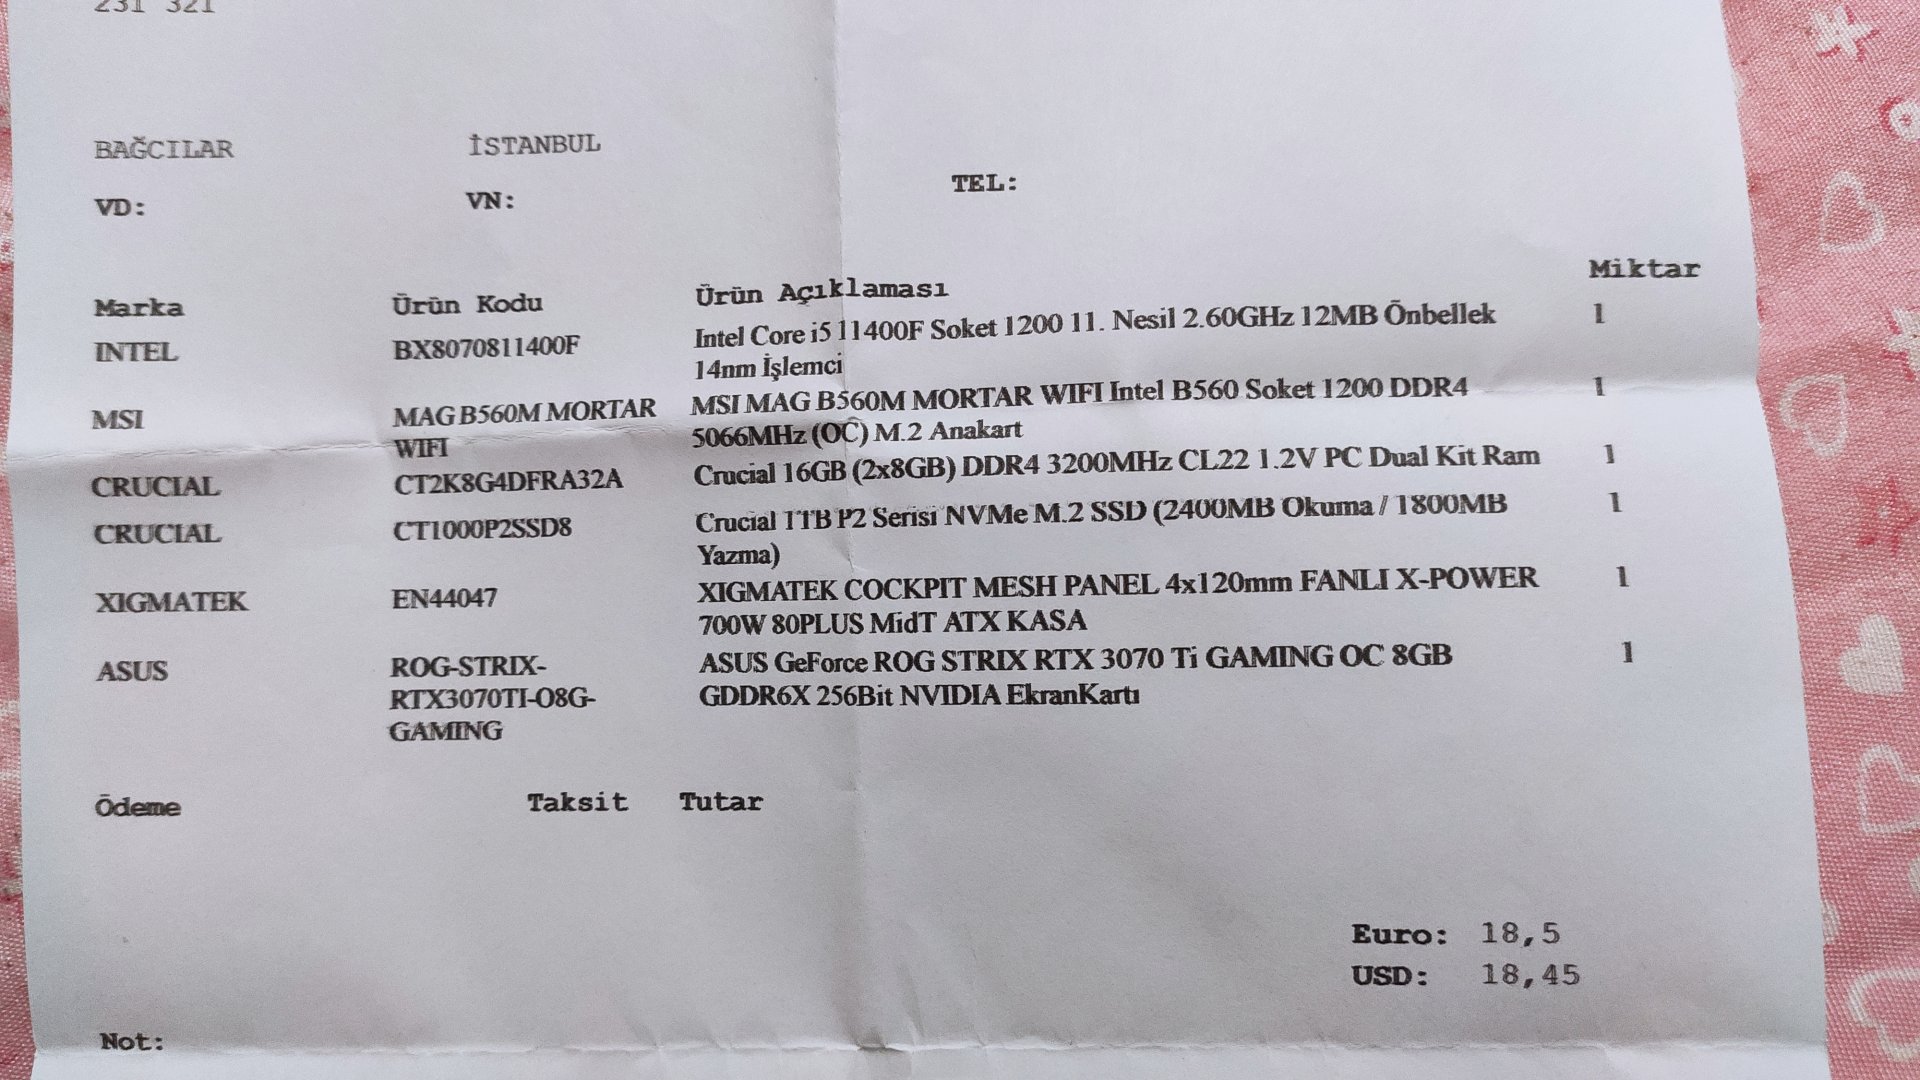 231 321
BAĞCILAR İSTANBUL
VD: VN: TEL:
Marka Ürün Kodu Ürün Açıklaması Miktar
INTEL BX8070811400F Intel Core i5 11400F Soket 1200 11. Nesil 2.60GHz 12MB Önbellek 1
14nm İşlemci
MSI MAG B560M MORTAR MSI MAG B560M MORTAR WIFI Intel B560 Soket 1200 DDR4 1
WIFI 5066MHz (OC) M.2 Anakart
CRUCIAL CT2K8G4DFRA32A Crucial 16GB (2x8GB) DDR4 3200MHz CL22 1.2V PC Dual Kit Ram 1
CRUCIAL CT1000P2SSD8 Crucial 1TB P2 Serisi NVMe M.2 SSD (2400MB Okuma / 1800MB 1
Yazma)
XIGMATEK EN44047 XIGMATEK COCKPIT MESH PANEL 4x120mm FANLI X-POWER 1
700W 80PLUS MidT ATX KASA
ASUS ROG-STRIX- ASUS GeForce ROG STRIX RTX 3070 Ti GAMING OC 8GB 1
RTX3070TI-O8G- GDDR6X 256Bit NVIDIA EkranKartı
GAMING
Ödeme Taksit Tutar
Euro: 18,5
USD: 18,45
Not: